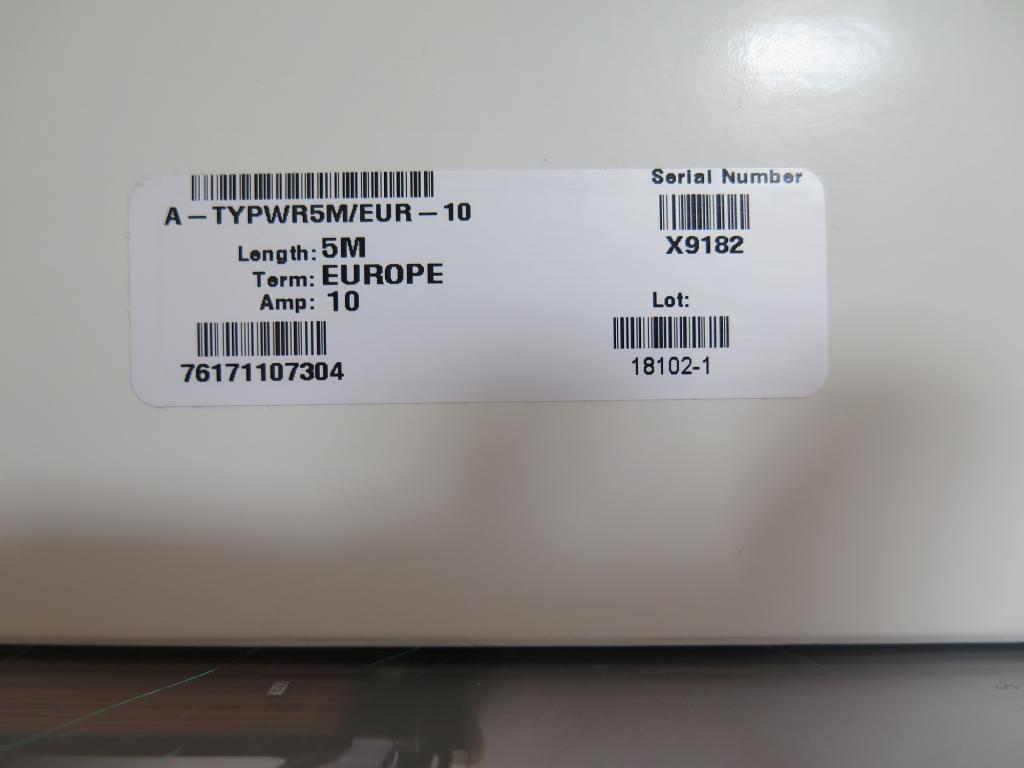 A-TYPWR5M/EUR-10
Length: 5M
Term: EUROPE
Amp: 10
76171107304
Serial Number
X9182
Lot:
18102-1